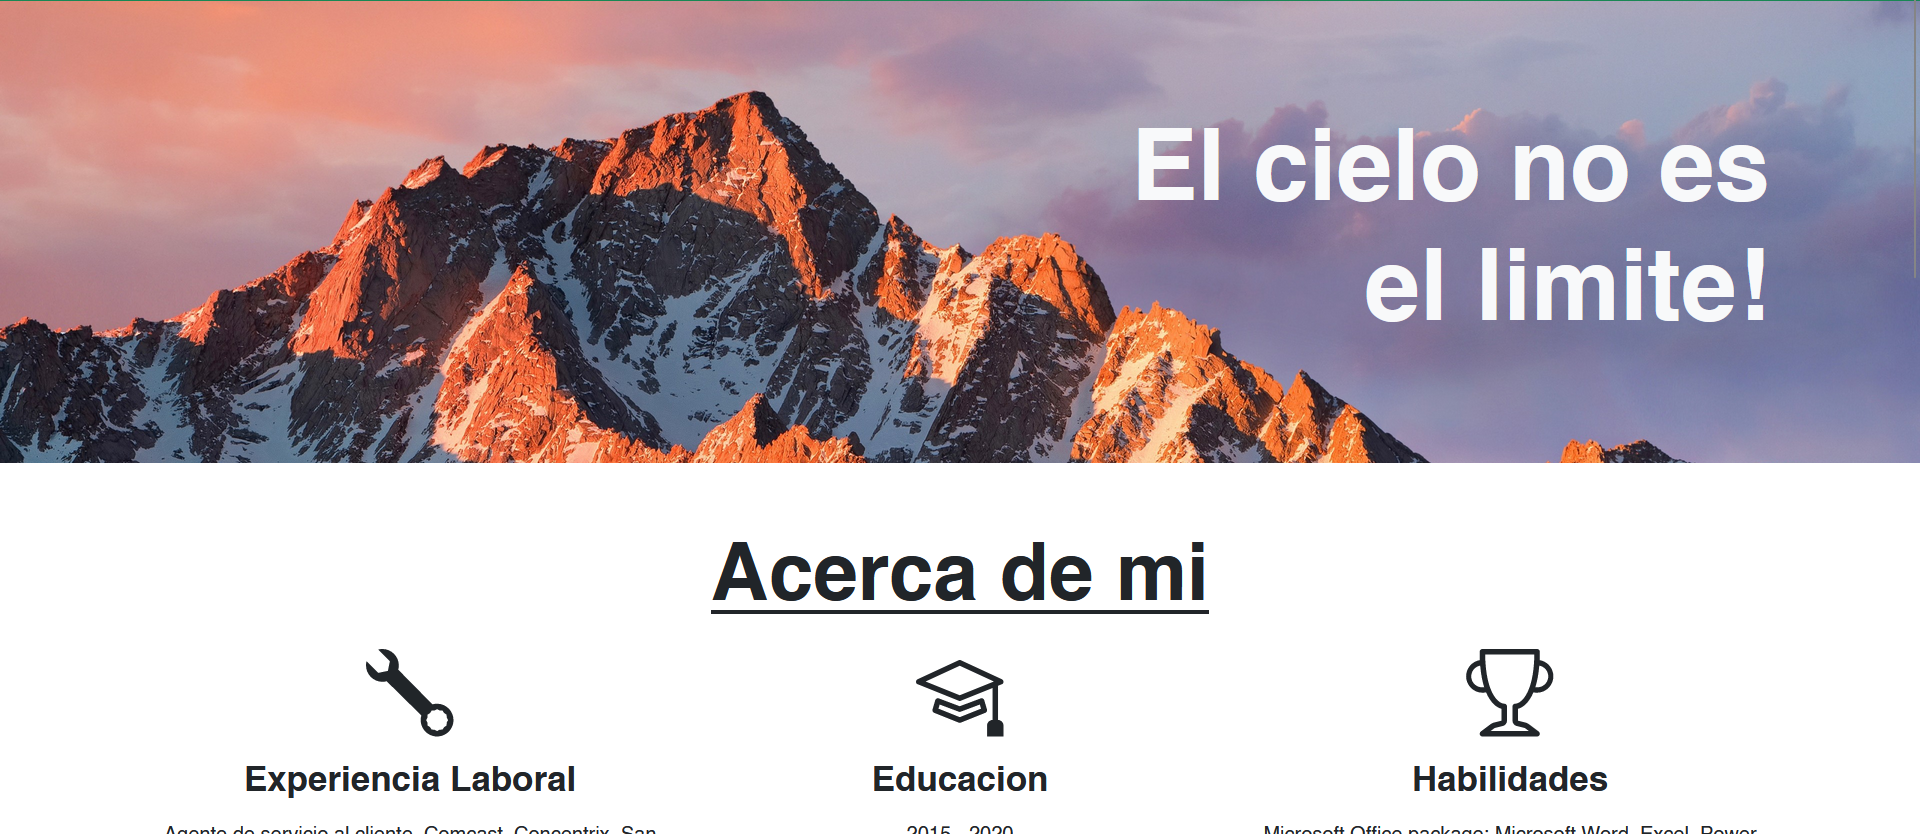 El cielo no es
el limite!
Acerca de mi
Experiencia Laboral
Educacion
Habilidades
Agente de servicio al cliente, Comcast, Concentrix, San
2015 - 2020
Microsoft Office package: Microsoft Word, Excel, Power